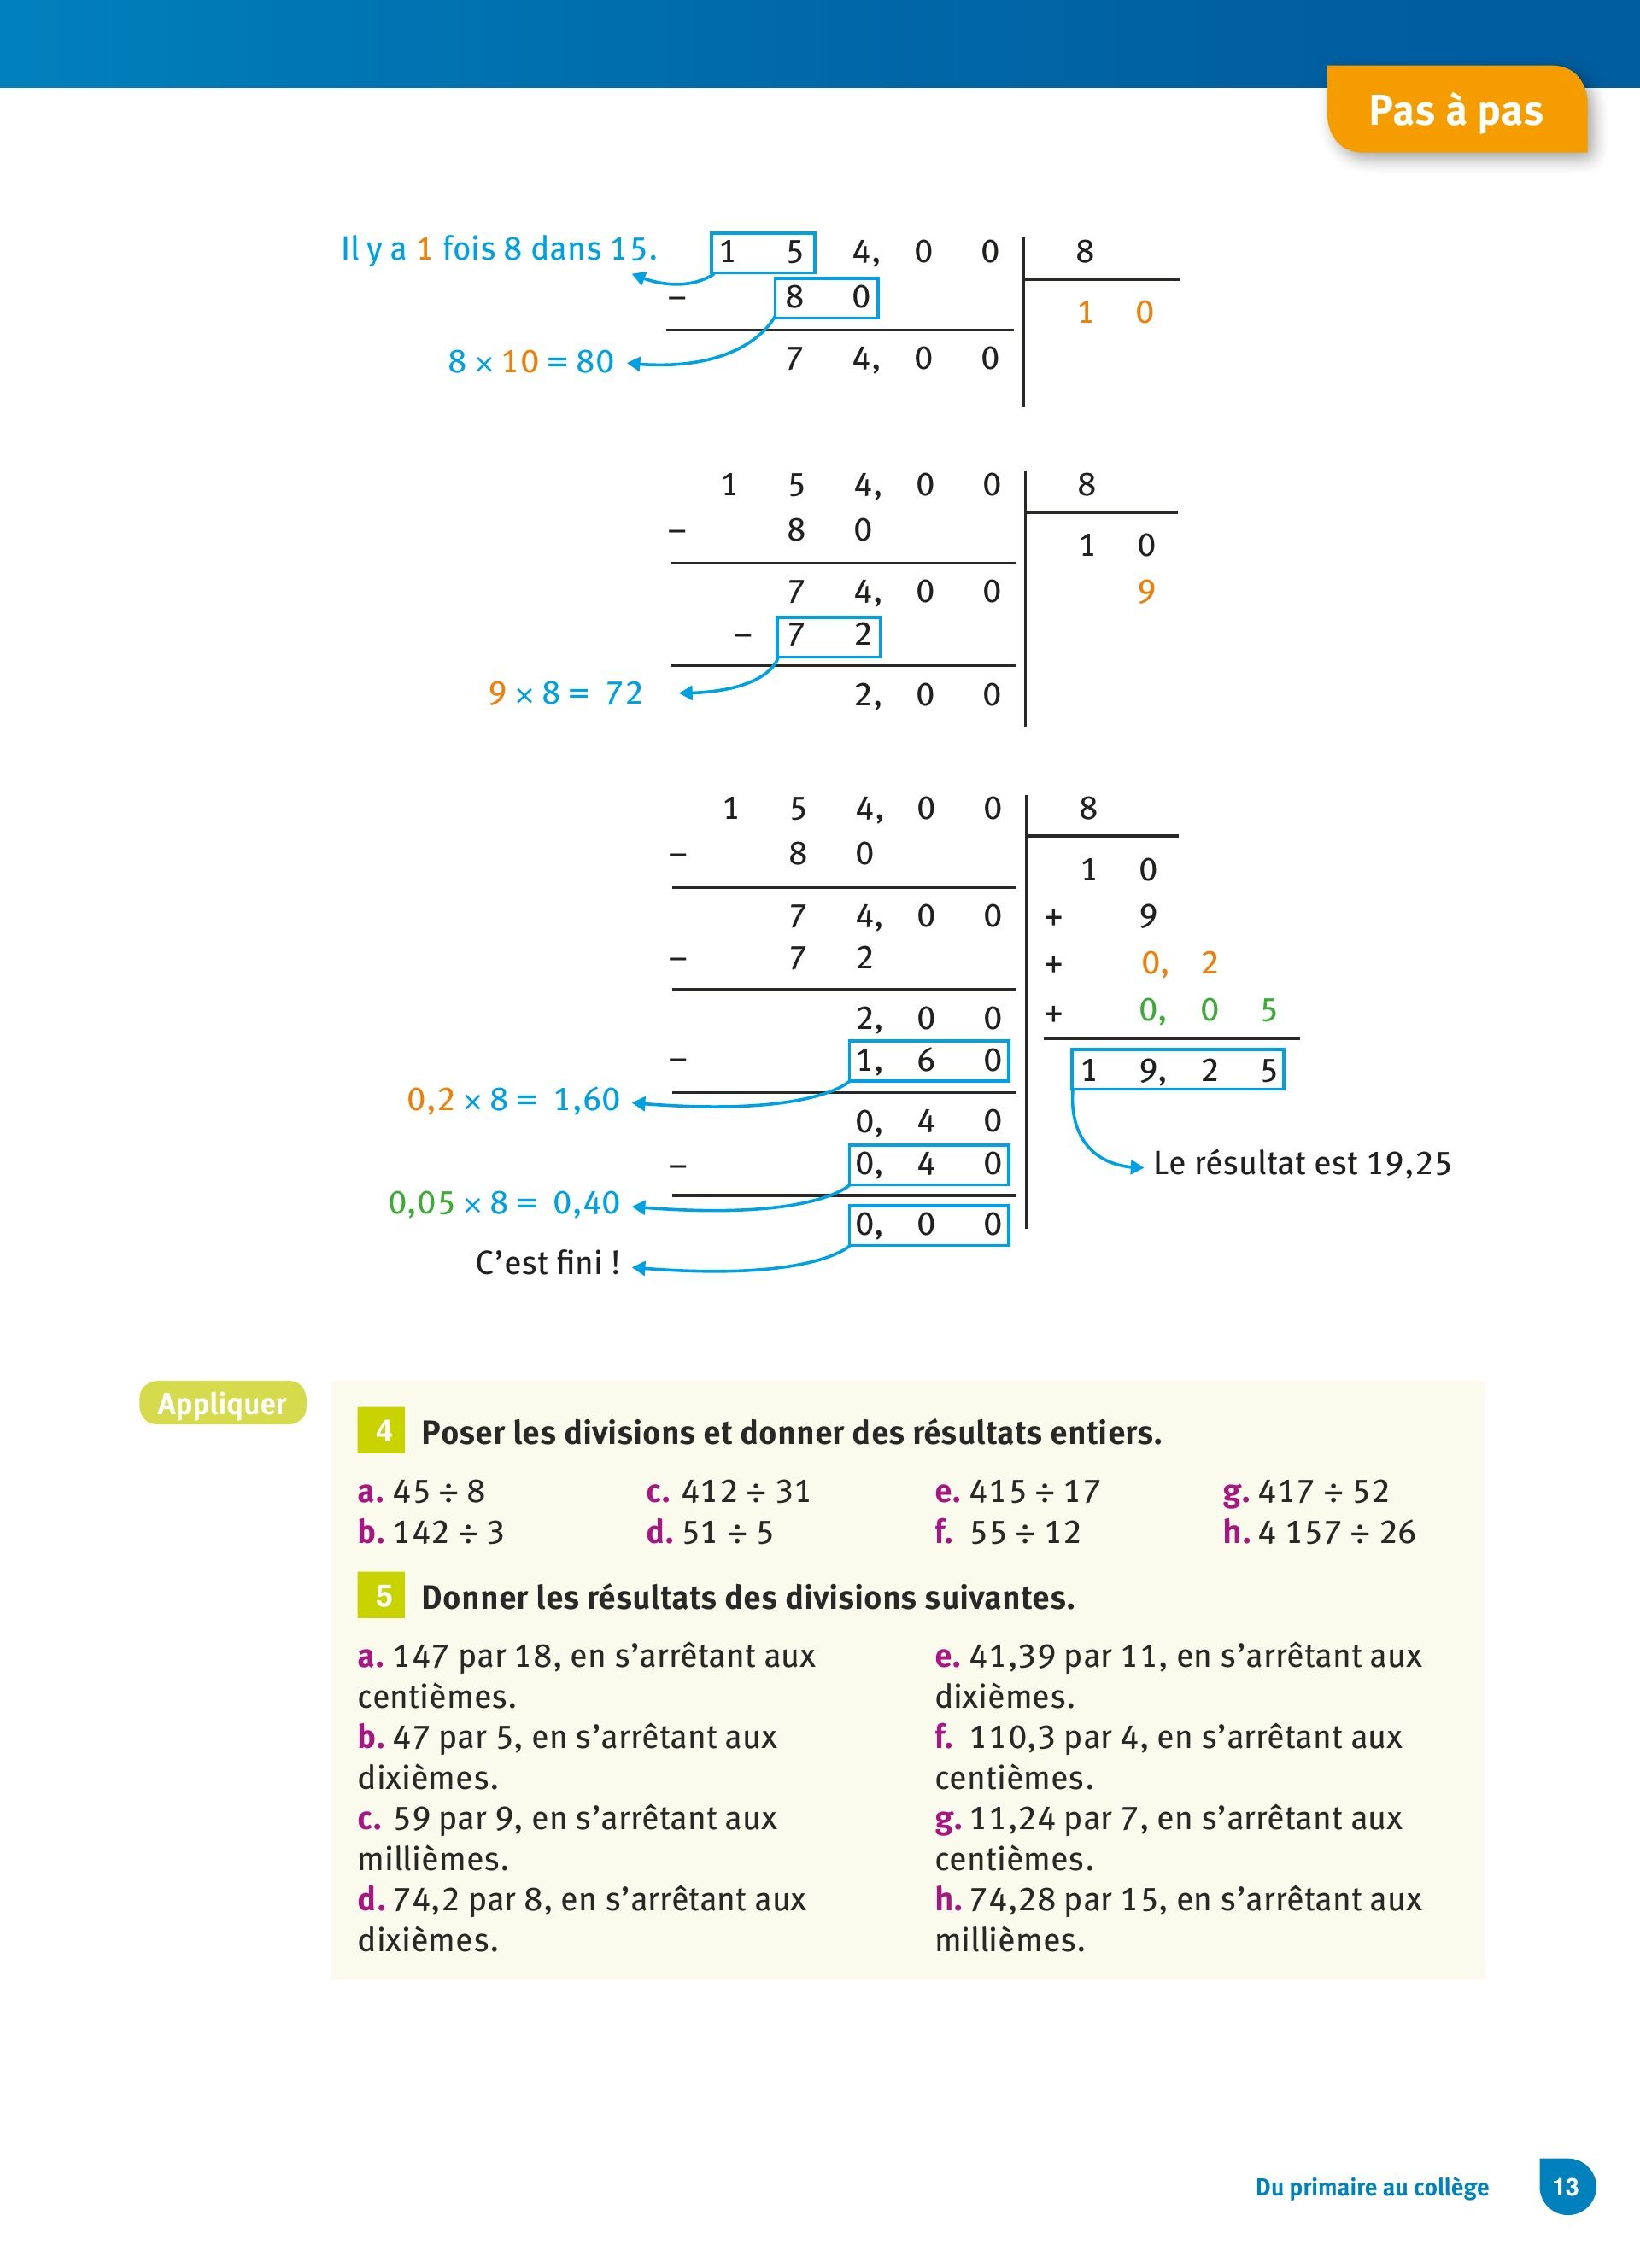 Pas à pas
Il y a 1 fois 8 dans 15. 1 5 4, 0 0 8
– 8 0 1 0
8 × 10 = 80 7 4, 0 0
1 5 4, 0 0 8
– 8 0 1 0
7 4, 0 0 9
– 7 2
9 × 8 = 72 2, 0 0
1 5 4, 0 0 8
– 8 0 1 0
7 4, 0 0 + 9
– 7 2 + 0, 2
2, 0 0 + 0, 0 5
– 1, 6 0 1 9, 2 5
0,2 × 8 = 1,60
0, 4 0
– 0, 4 0 Le résultat est 19,25
0,05 × 8 = 0,40
0, 0 0
C’est fini !
Appliquer
4 Poser les divisions et donner des résultats entiers.
a. 45 ÷ 8 c. 412 ÷ 31 e. 415 ÷ 17 g. 417 ÷ 52
b. 142 ÷ 3 d. 51 ÷ 5 f. 55 ÷ 12 h. 4 157 ÷ 26
5 Donner les résultats des divisions suivantes.
a. 147 par 18, en s’arrêtant aux
centièmes.
b. 47 par 5, en s’arrêtant aux
dixièmes.
c. 59 par 9, en s’arrêtant aux
millièmes.
d. 74,2 par 8, en s’arrêtant aux
dixièmes.
e. 41,39 par 11, en s’arrêtant aux
dixièmes.
f. 110,3 par 4, en s’arrêtant aux
centièmes.
g. 11,24 par 7, en s’arrêtant aux
centièmes.
h. 74,28 par 15, en s’arrêtant aux
millièmes.
Du primaire au collège 13